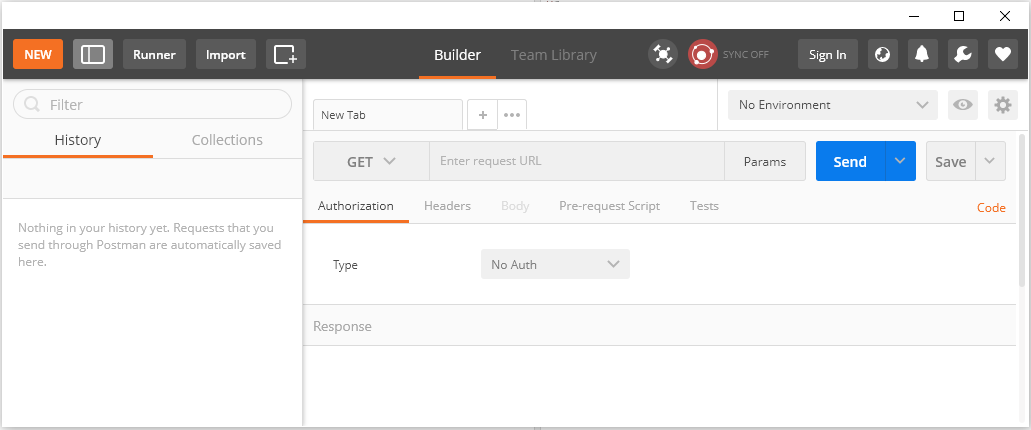 NEW Runner Import Builder Team Library SYNC OFF Sign In
Filter
History Collections
Nothing in your history yet. Requests that you
send through Postman are automatically saved
here.
New Tab + ••• No Environment
GET Enter request URL Params Send Save
Authorization Headers Body Pre-request Script Tests Code
Type No Auth
Response